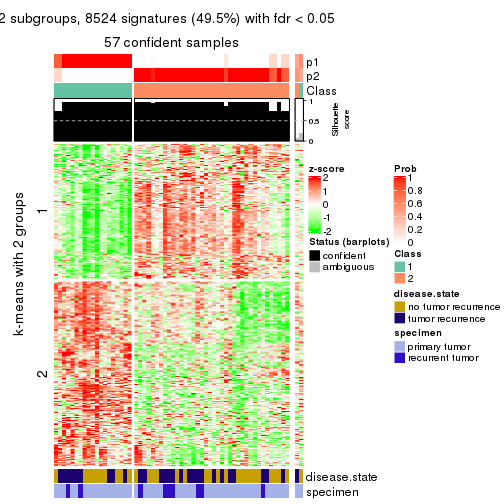 2 subgroups, 8524 signatures (49.5%) with fdr < 0.05
57 confident samples
p1
p2
Class
1
0.5
0
Silhouette
score
k-means with 2 groups
1
2
z-score
2
1
0
-1
-2
Status (barplots)
confident
ambiguous
Prob
1
0.8
0.6
0.4
0.2
0
Class
1
2
disease.state
no tumor recurrence
tumor recurrence
specimen
primary tumor
recurrent tumor
disease.state
specimen